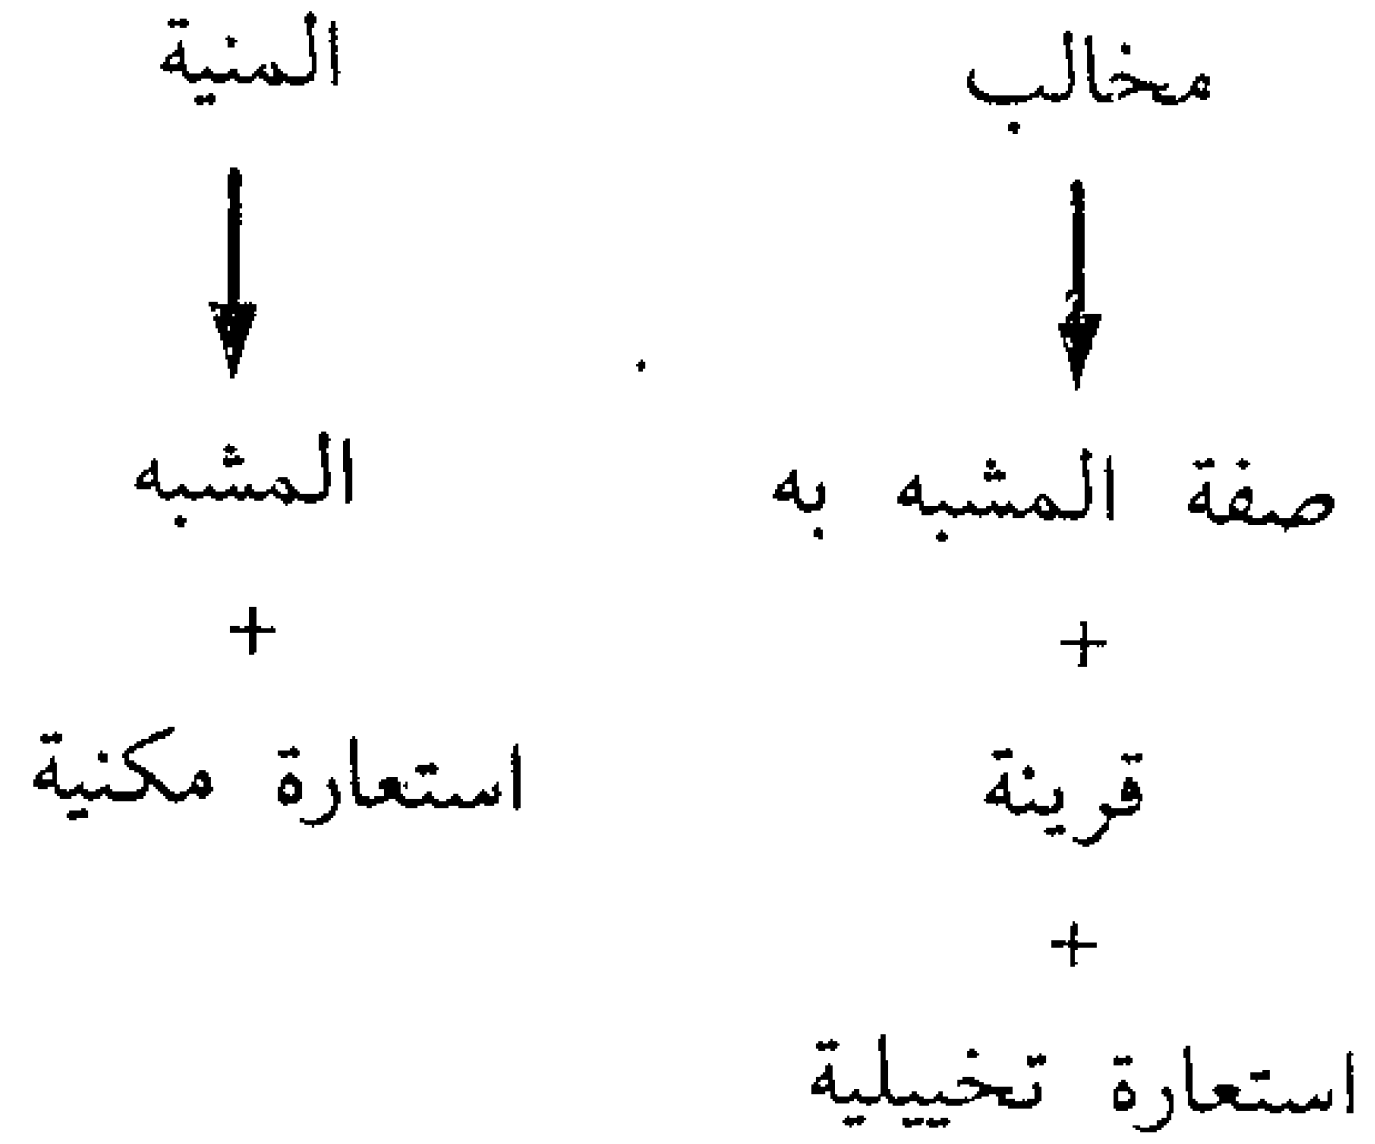 مخالب
المنية
صفة المشبه به
المشبه
+
+
قرينة
استعارة مكنية
+
استعارة تخييلية